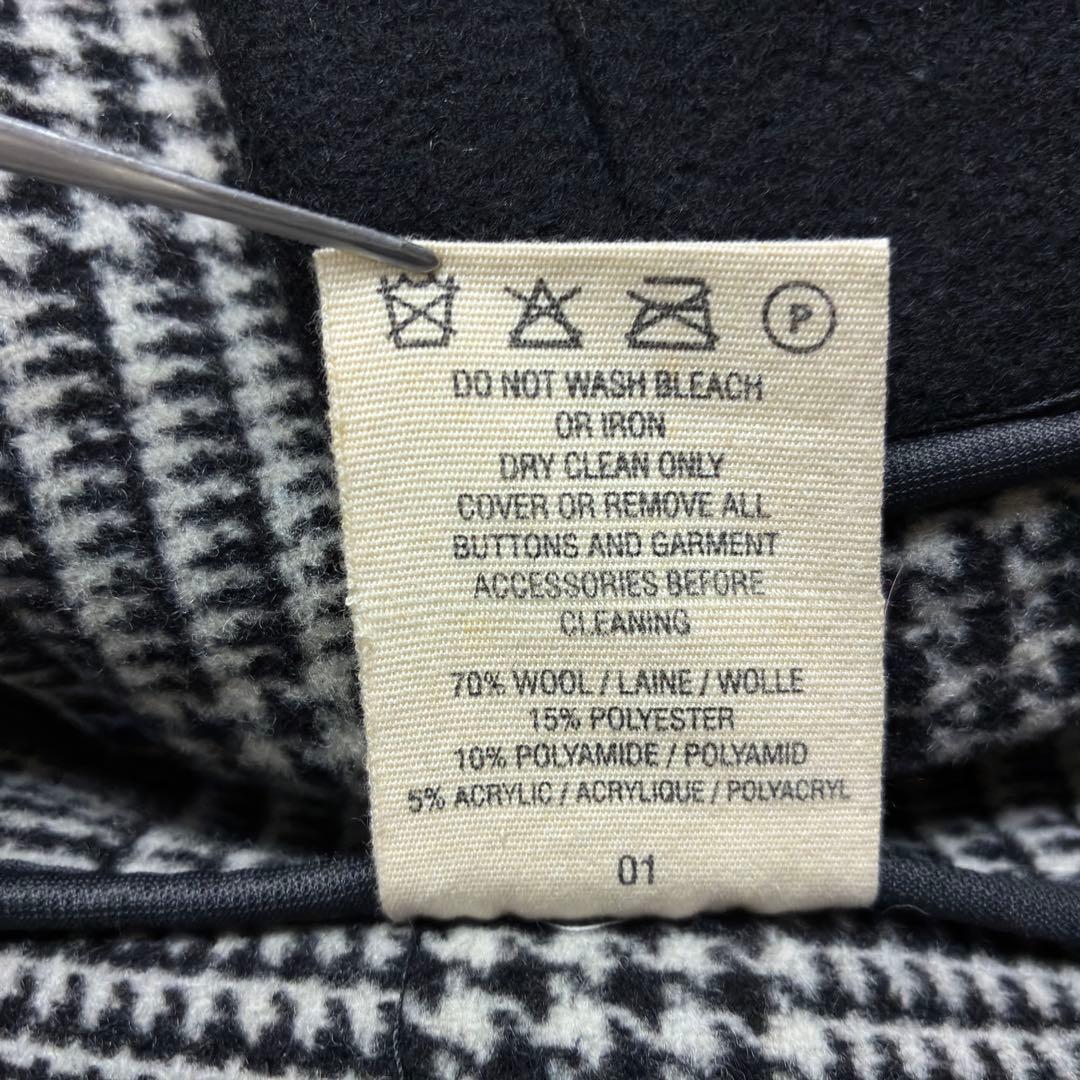 P
DO NOT WASH BLEACH
OR IRON
DRY CLEAN ONLY
COVER OR REMOVE ALL
BUTTONS AND GARMENT
ACCESSORIES BEFORE
CLEANING
70% WOOL / LAINE / WOLLE
15% POLYESTER
10% POLYAMIDE / POLYAMID
5% ACRYLIC / ACRYLIQUE / POLYACRYL
01